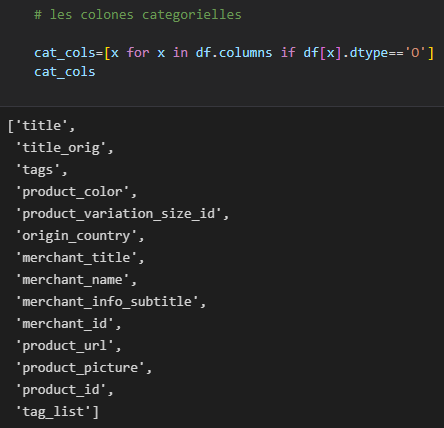 # les colones categorielles
cat_cols=[x for x in df.columns if df[x].dtype=='O']
cat_cols
['title',
'title_orig',
'tags',
'product_color',
'product_variation_size_id',
'origin_country',
'merchant_title',
'merchant_name',
'merchant_info_subtitle',
'merchant_id',
'product_url',
'product_picture',
'product_id',
'tag_list']